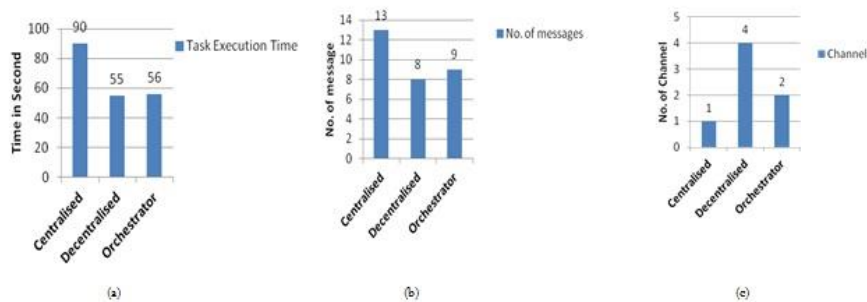 100
80
60
40
20
0
Time in Second
90
55
56
Task Execution Time
Centralised
Decentralised
Orchestrator
(a)
14
12
10
8
6
4
2
0
No. of message
13
8
9
No. of messages
Centralised
Decentralised
Orchestrator
(b)
5
4
3
2
1
0
No. of Channel
1
4
2
Channel
Centralised
Decentralised
Orchestrator
(c)